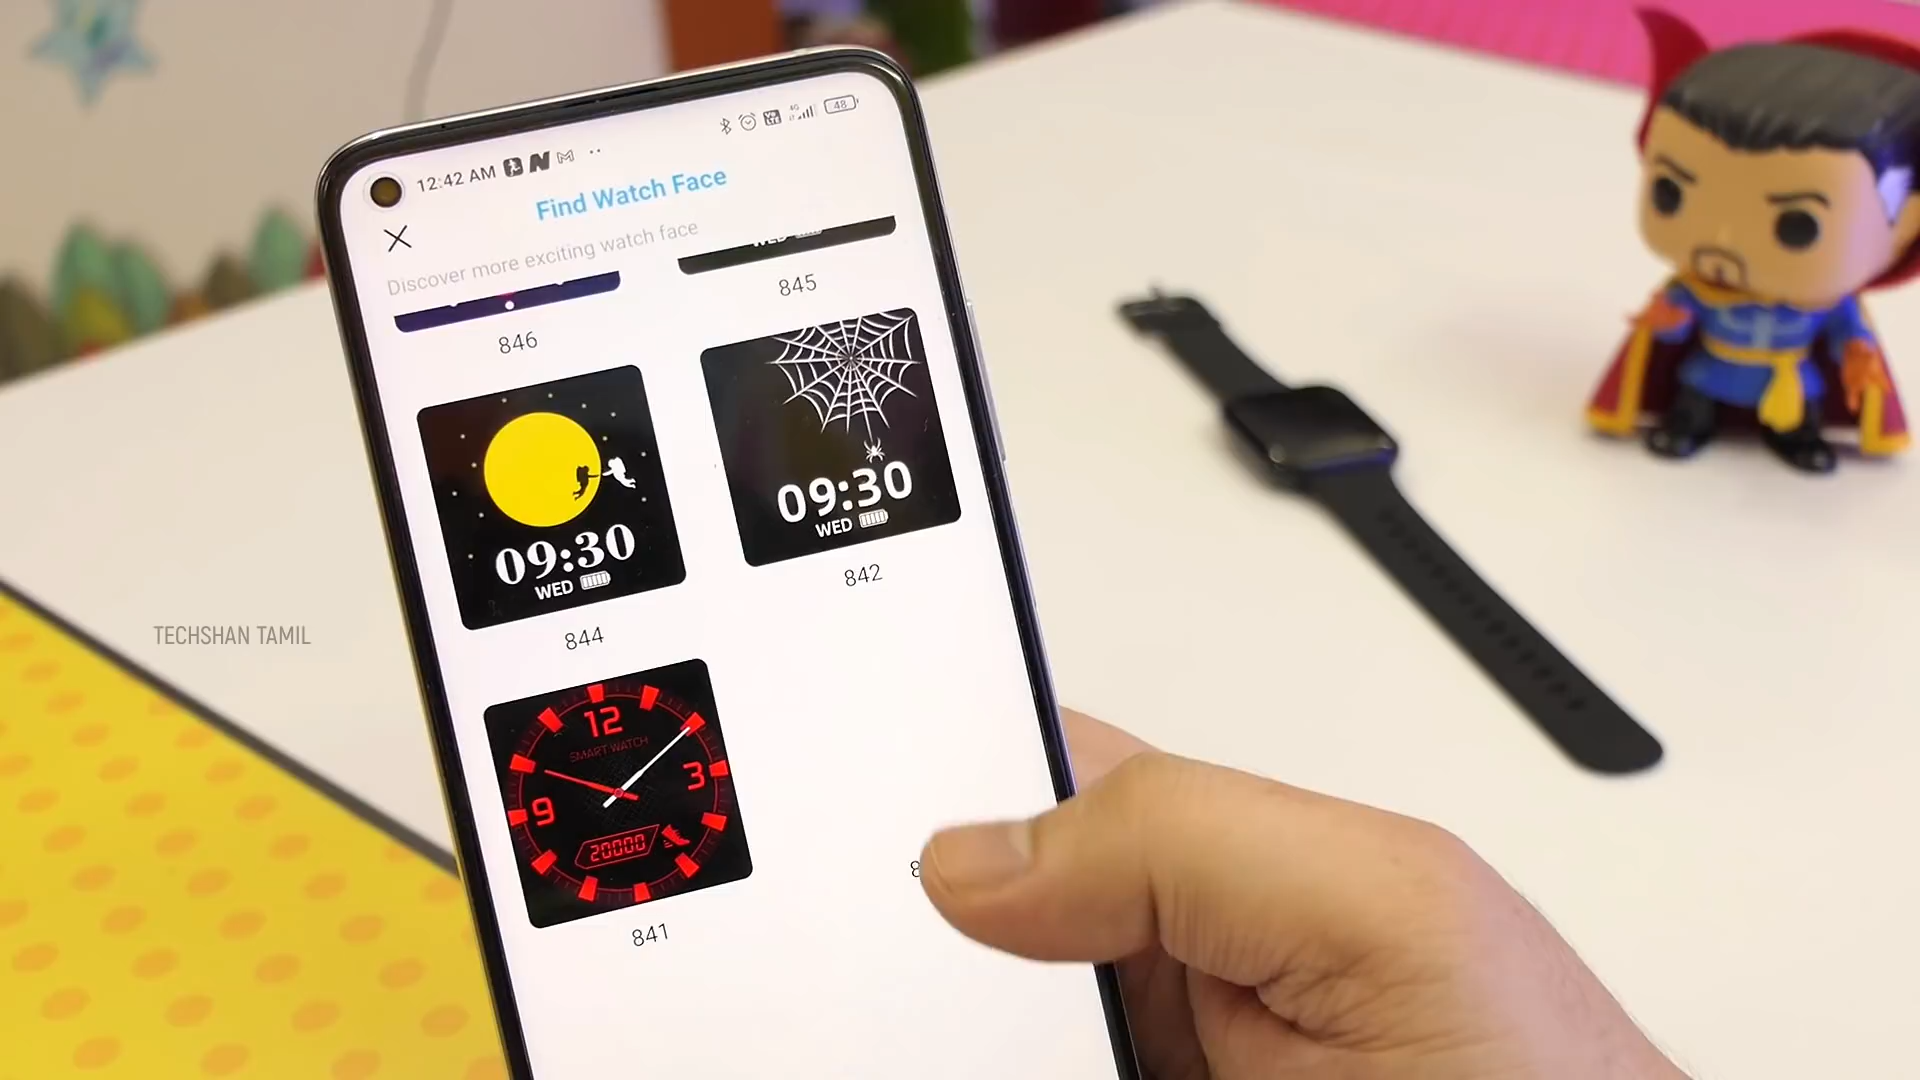 12:42 AM
48
Find Watch Face
Discover more exciting watch face
845
846
09:30
WED
844
09:30
WED
842
12
SMART WATCH
3
9
20000
841
TECHSHAN TAMIL